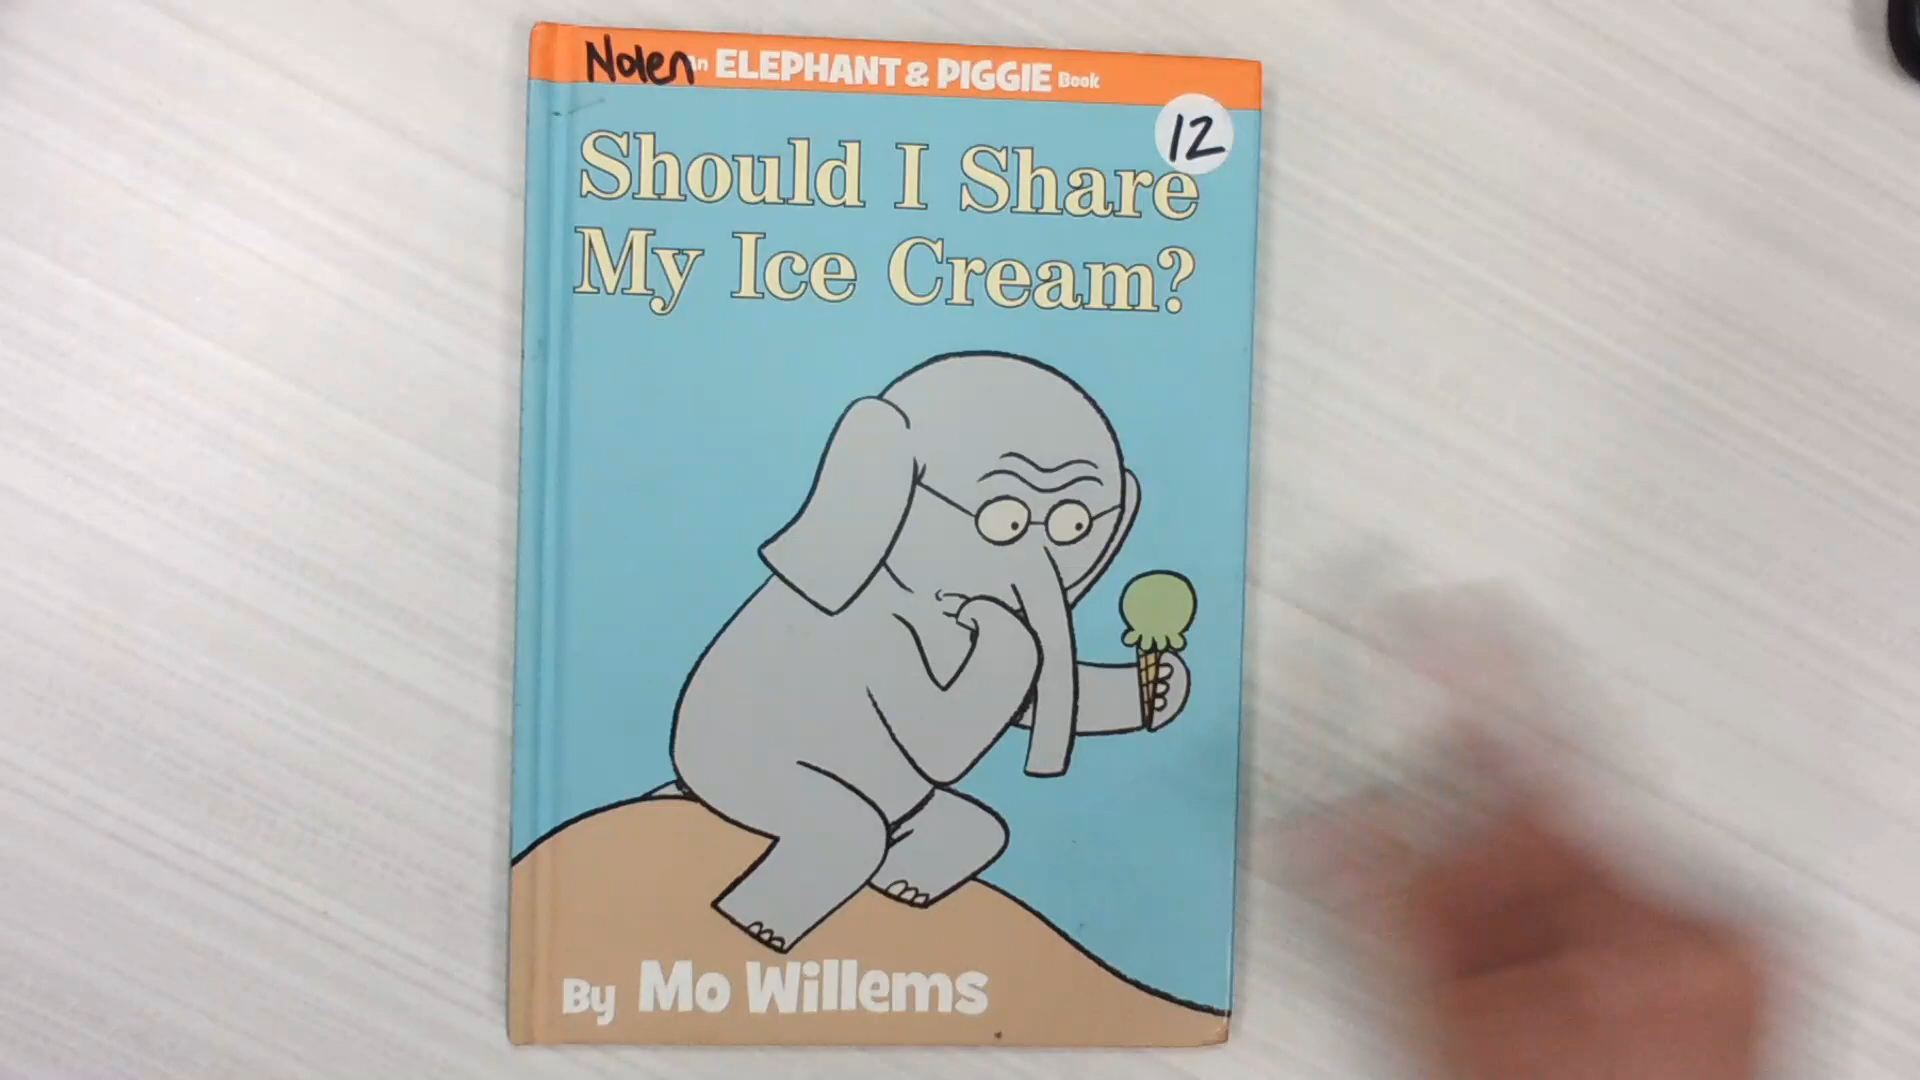 Nolen
An ELEPHANT & PIGGIE Book
12
Should I Share
My Ice Cream?
By Mo Willems